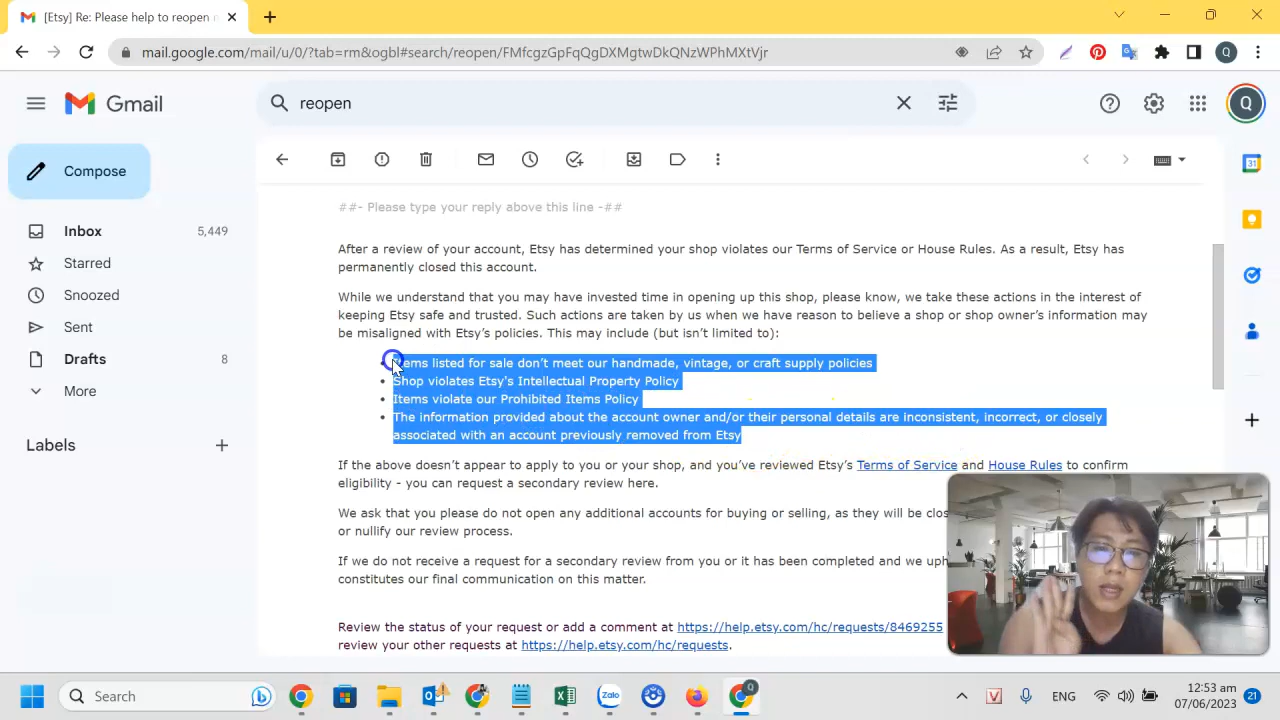 [Etsy] Re: Please help to reopen
mail.google.com/mail/u/0/?tab=rm&ogbl#search/reopen/FMfcgzGpFqQgDXMgtwDkQNzWPhMXtVjr
Q
Gmail
reopen
Q
Compose
Inbox 5,449
Starred
Snoozed
Sent
Drafts 8
More
Labels
##- Please type your reply above this line -##
After a review of your account, Etsy has determined your shop violates our Terms of Service or House Rules. As a result, Etsy has
permanently closed this account.
While we understand that you may have invested time in opening up this shop, please know, we take these actions in the interest of
keeping Etsy safe and trusted. Such actions are taken by us when we have reason to believe a shop or shop owner's information may
be misaligned with Etsy's policies. This may include (but isn't limited to):
Items listed for sale don't meet our handmade, vintage, or craft supply policies
Shop violates Etsy's Intellectual Property Policy
Items violate our Prohibited Items Policy
The information provided about the account owner and/or their personal details are inconsistent, incorrect, or closely
associated with an account previously removed from Etsy
If the above doesn't appear to apply to you or your shop, and you've reviewed Etsy's Terms of Service and House Rules to confirm
eligibility - you can request a secondary review here.
We ask that you please do not open any additional accounts for buying or selling, as they will be
or nullify our review process.
If we do not receive a request for a secondary review from you or it has been completed and we
constitutes our final communication on this matter.
Review the status of your request or add a comment at https://help.etsy.com/hc/requests/8469255
review your other requests at https://help.etsy.com/hc/requests.
31
Search
Zalo
Q
V
ENG
12:53 am
07/06/2023
21